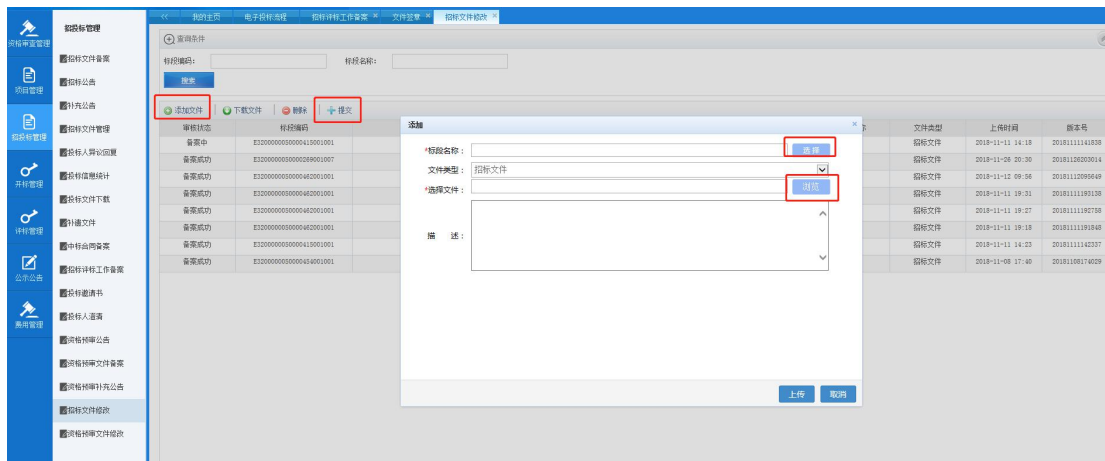 << 我的主页 电子投标流程 招标评标工作备案 × 文件签章 × 招标文件修改 ×
资格审查管理
项目管理
招投标管理
开标管理
评标管理
公示公告
费用管理
招投标管理
招标文件备案
招标公告
补充公告
招标文件管理
投标人异议回复
投标信息统计
投标文件下载
补遗文件
中标合同备案
招标评标工作备案
投标邀请书
投标人澄清
资格预审公告
资格预审文件备案
资格预审补充公告
招标文件修改
资格预审文件修改
查询条件
标段编码: 标段名称:
搜索
添加文件 下载文件 删除 提交
审核状态 标段编码 文件类型 上传时间 版本号
备案中 E3200000050000415001001 招标文件 2018-11-11 14:18 20181111141838
备案成功 E3200000050000269001007 招标文件 2018-11-26 20:30 20181126203014
备案成功 E3200000050000462001001 招标文件 2018-11-12 09:56 20181112095649
备案成功 E3200000050000462001001 招标文件 2018-11-11 19:31 20181111193138
备案成功 E3200000050000462001001 招标文件 2018-11-11 19:27 20181111192758
备案成功 E3200000050000462001001 招标文件 2018-11-11 19:18 20181111191848
备案成功 E3200000050000415001001 招标文件 2018-11-11 14:23 20181111142337
备案成功 E3200000050000454001001 招标文件 2018-11-08 17:40 20181108174029
添加 ×
*标段名称: 选择
文件类型: 招标文件
*选择文件: 浏览
描 述:
上传 取消